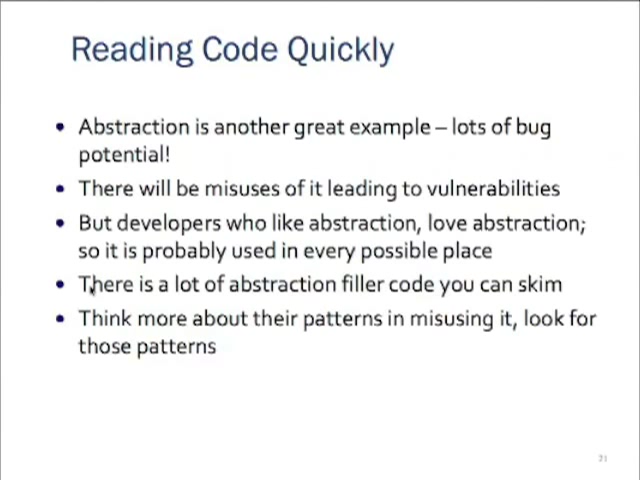 Reading Code Quickly
• Abstraction is another great example – lots of bug
potential!
• There will be misuses of it leading to vulnerabilities
• But developers who like abstraction, love abstraction;
so it is probably used in every possible place
• There is a lot of abstraction filler code you can skim
• Think more about their patterns in misusing it, look for
those patterns
21